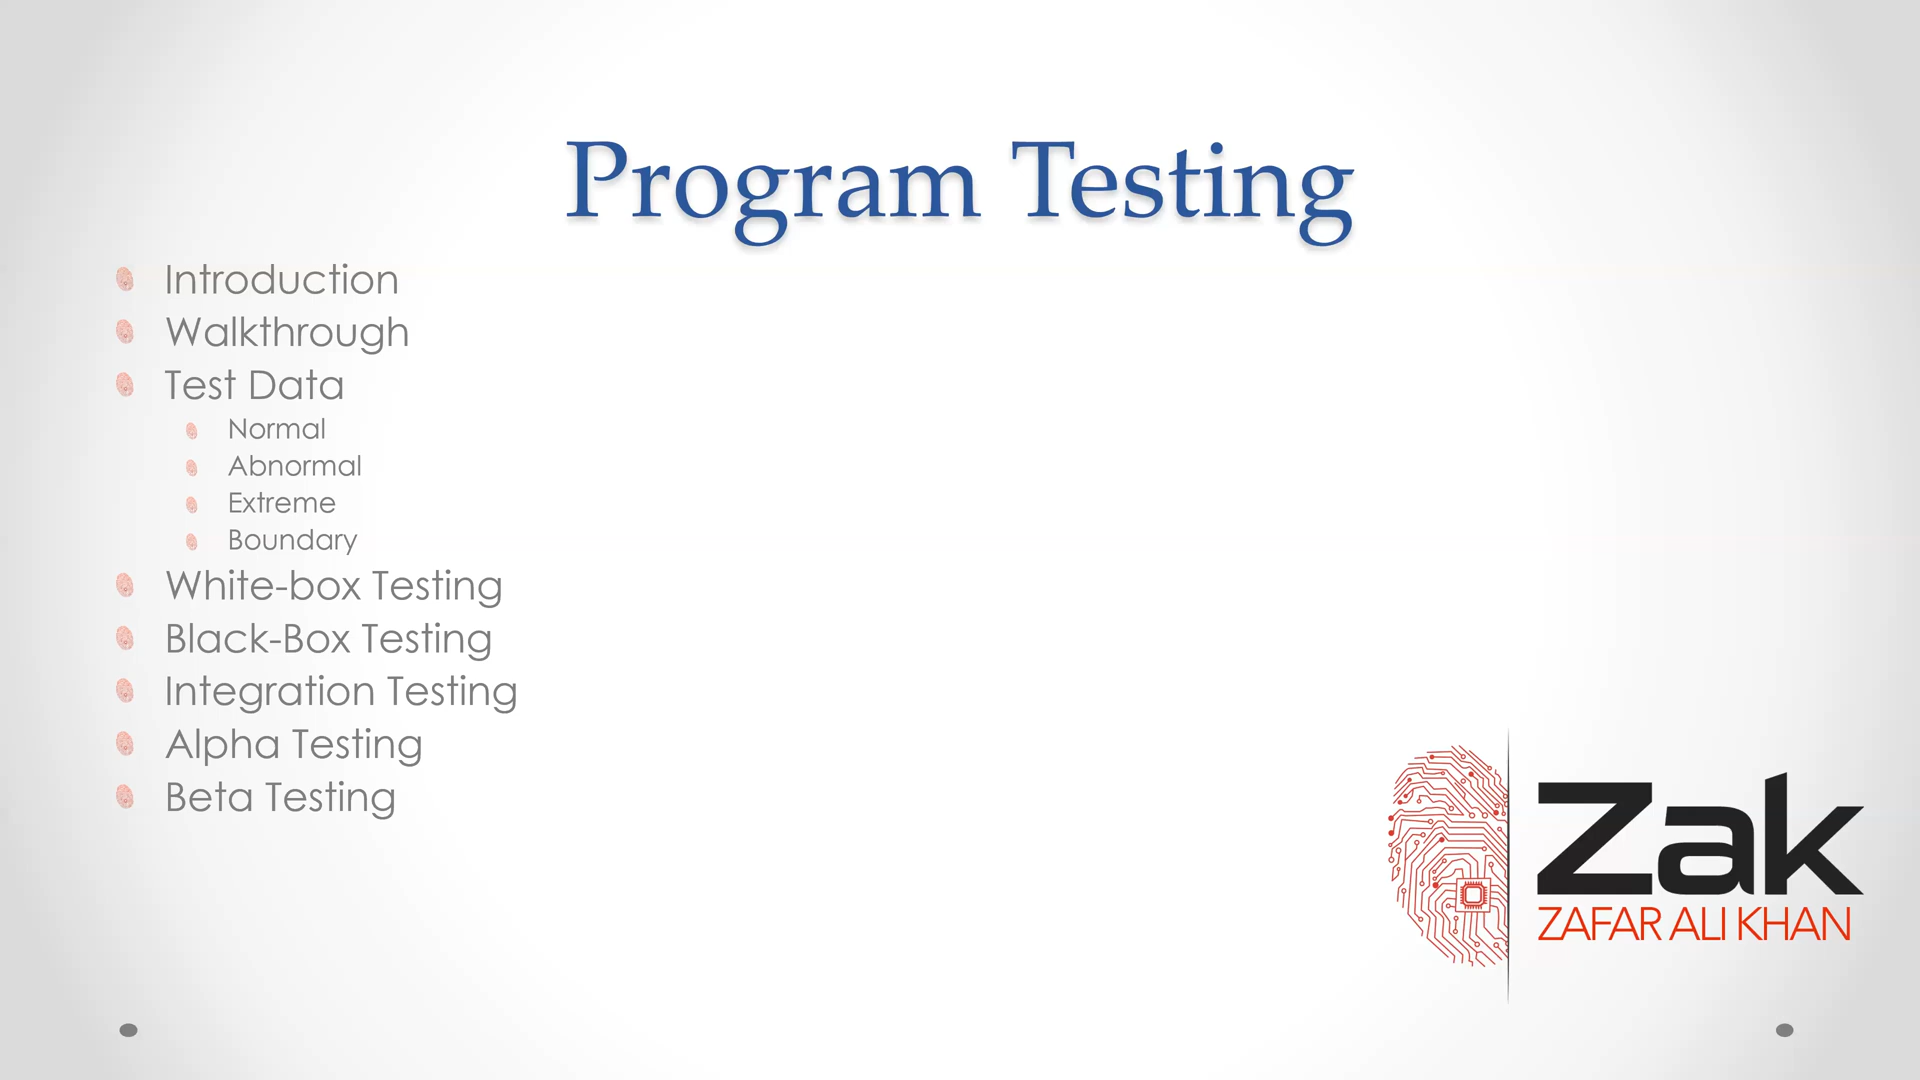 Program Testing
Introduction
Walkthrough
Test Data
Normal
Abnormal
Extreme
Boundary
White-box Testing
Black-Box Testing
Integration Testing
Alpha Testing
Beta Testing
Zak
ZAFAR ALI KHAN